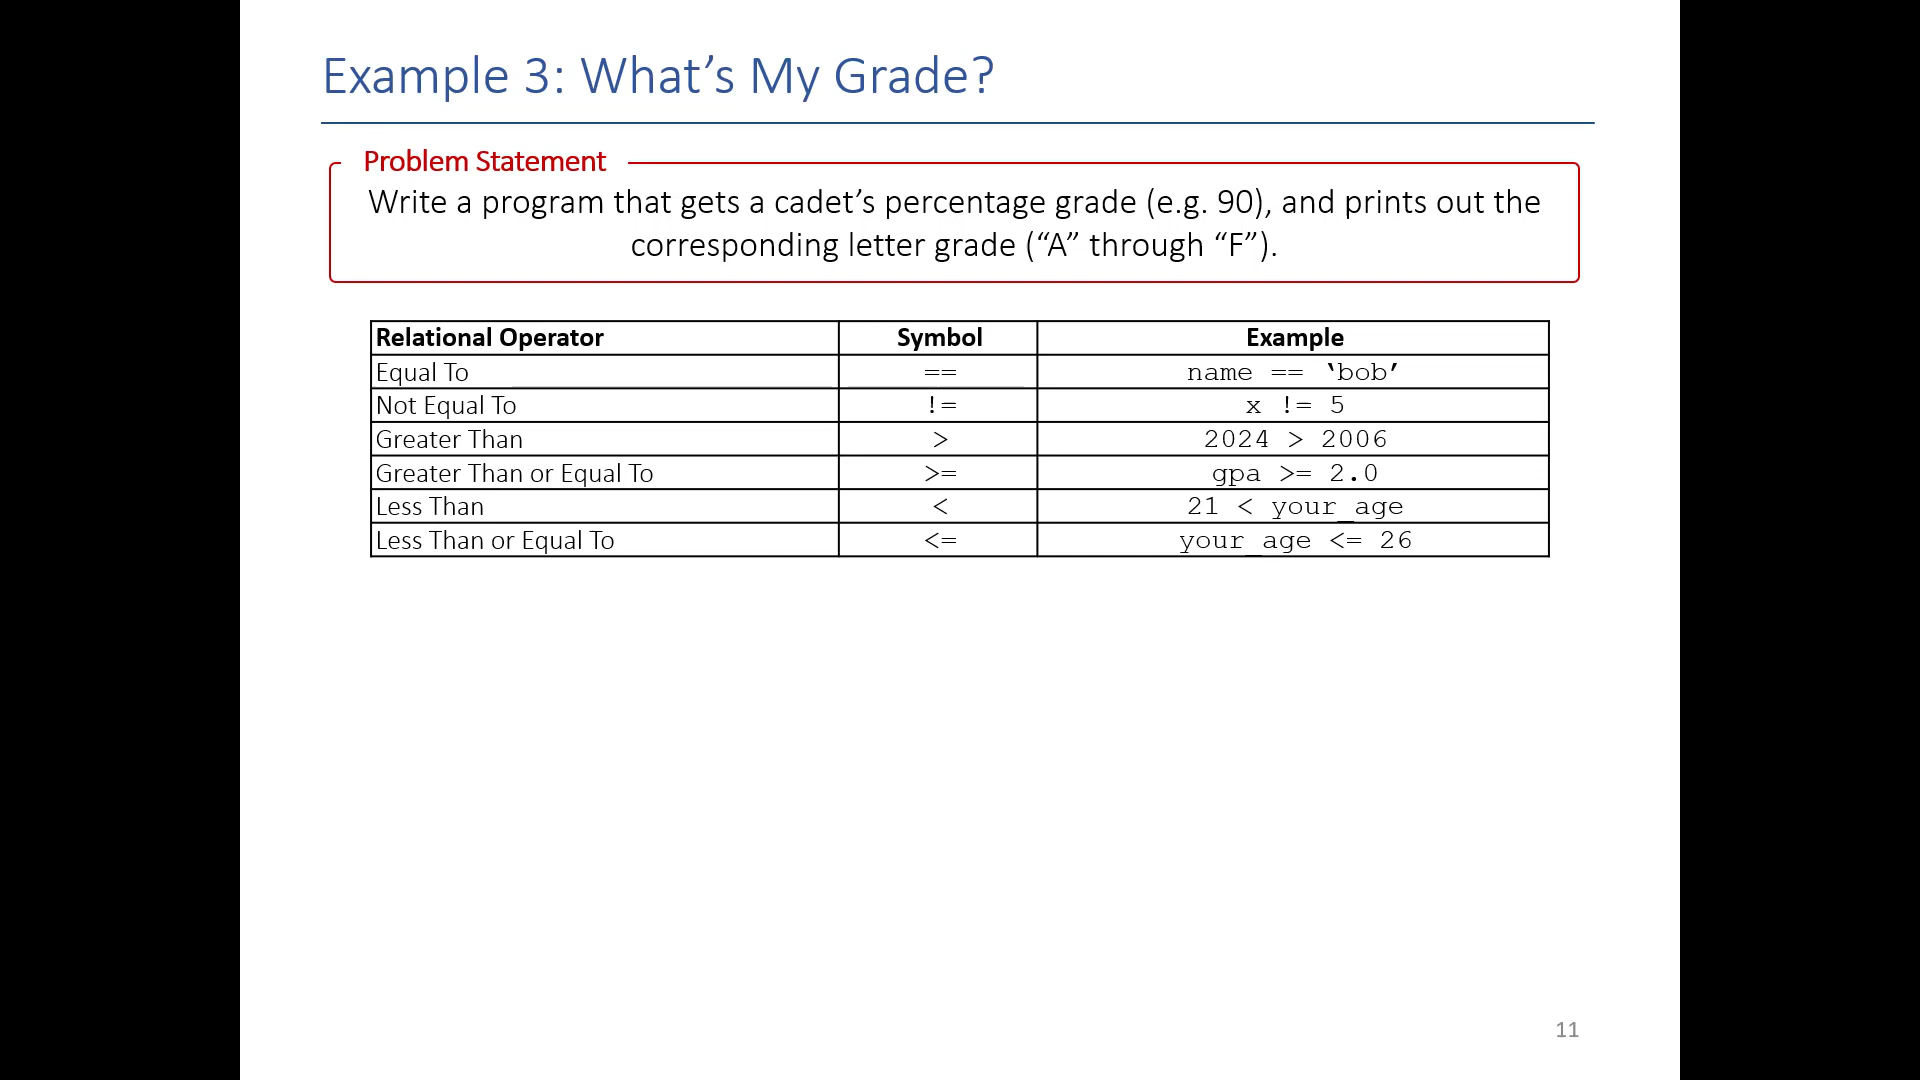 Example 3: What’s My Grade?
Problem Statement
Write a program that gets a cadet’s percentage grade (e.g. 90), and prints out the
corresponding letter grade (“A” through “F”).
Relational Operator Symbol Example
Equal To == name == ‘bob’
Not Equal To != x != 5
Greater Than > 2024 > 2006
Greater Than or Equal To >= gpa >= 2.0
Less Than < 21 < your_age
Less Than or Equal To <= your_age <= 26
11